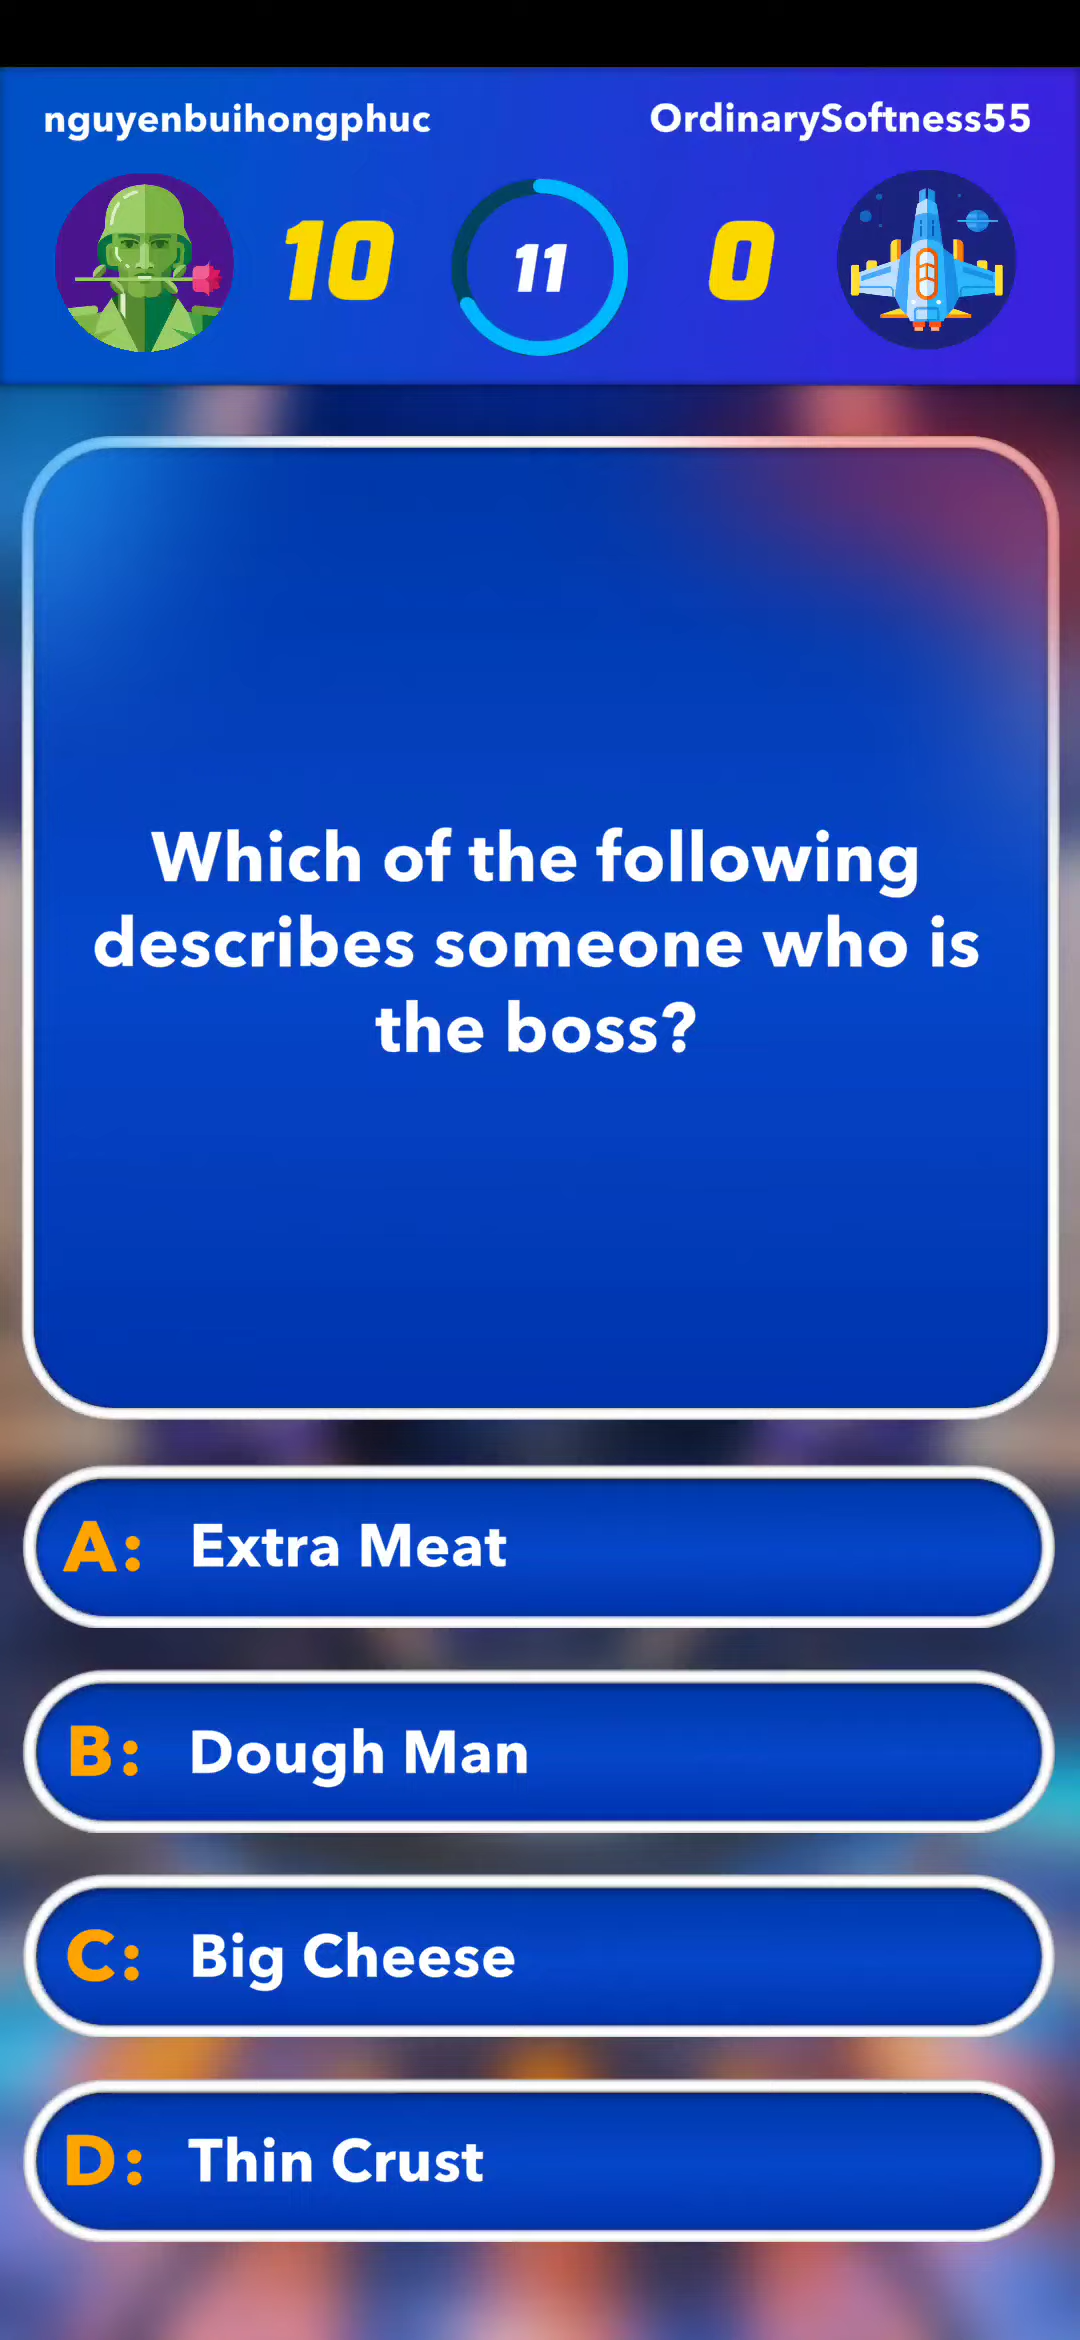 nguyenbuihongphuc
OrdinarySoftness55
10
11
0
Which of the following
describes someone who is
the boss?
A: Extra Meat
B: Dough Man
C: Big Cheese
D: Thin Crust